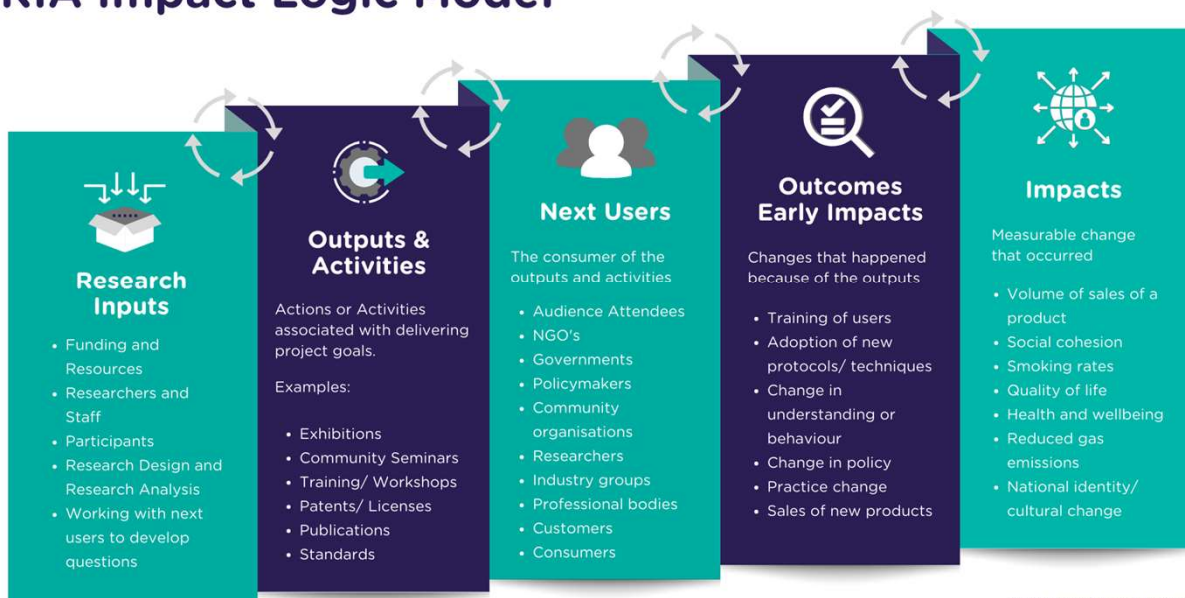 RIA Impact Logic Model
Research
Inputs
• Funding and
Resources
• Researchers and
Staff
• Participants
• Research Design and
Research Analysis
• Working with next
users to develop
questions
Outputs &
Activities
Actions or Activities
associated with delivering
project goals.
Examples:
• Exhibitions
• Community Seminars
• Training/ Workshops
• Patents/ Licenses
• Publications
• Standards
Next Users
The consumer of the
outputs and activities
• Audience Attendees
• NGO's
• Governments
• Policymakers
• Community
organisations
• Researchers
• Industry groups
• Professional bodies
• Customers
• Consumers
Outcomes
Early Impacts
Changes that happened
because of the outputs
• Training of users
• Adoption of new
protocols/ techniques
• Change in
understanding or
behaviour
• Change in policy
• Practice change
• Sales of new products
Impacts
Measurable change
that occurred
• Volume of sales of a
product
• Social cohesion
• Smoking rates
• Quality of life
• Health and wellbeing
• Reduced gas
emissions
• National identity/
cultural change